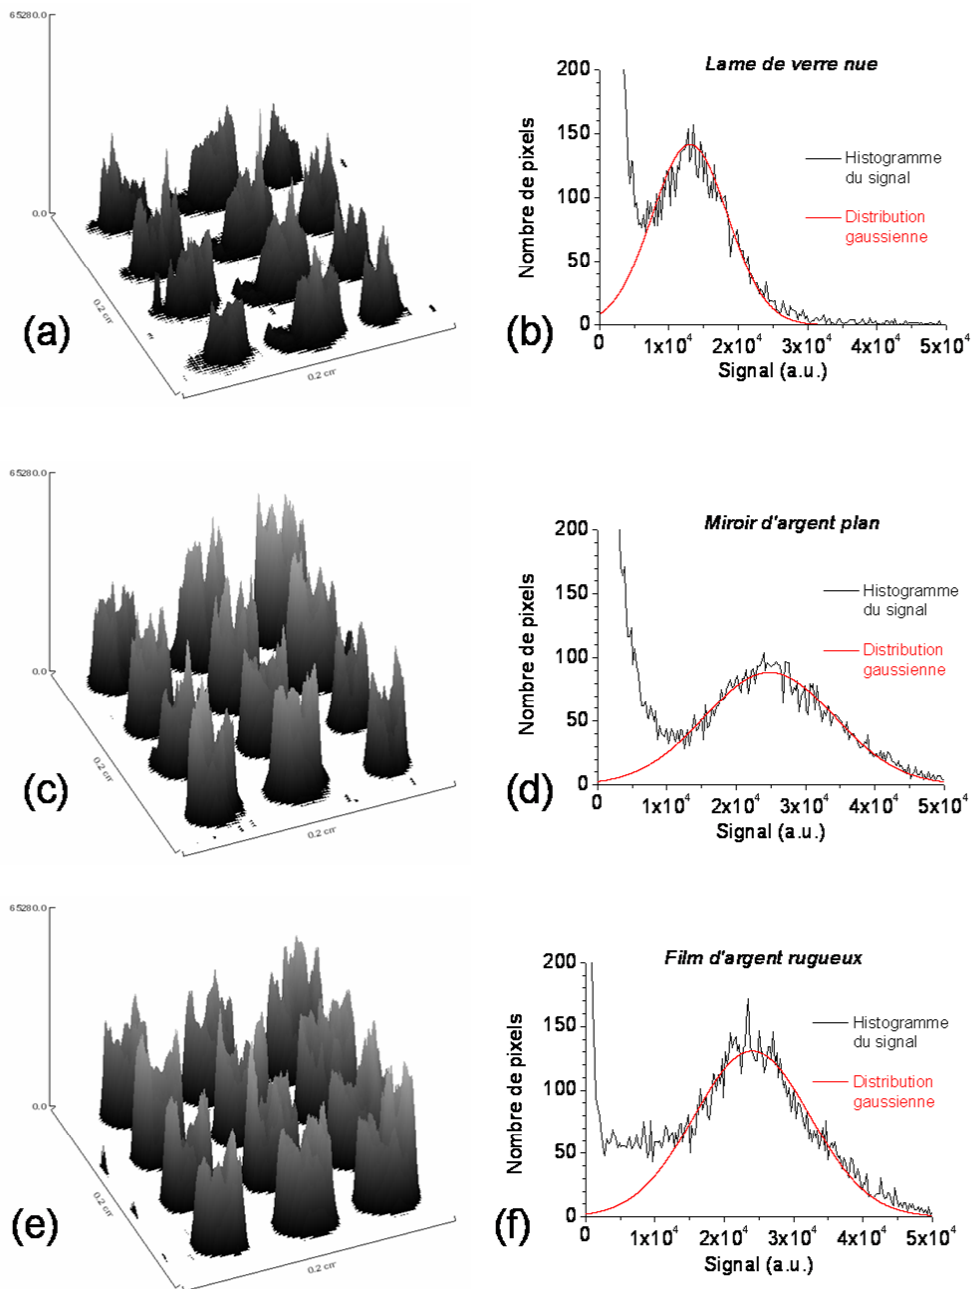 65280.0
0.0
0.2 cm
0.2 cm
(a)
Lame de verre nue
Nombre de pixels
200
150
100
50
0
Histogramme
du signal
Distribution
gaussienne
0 1x10⁴ 2x10⁴ 3x10⁴ 4x10⁴ 5x10⁴
Signal (a.u.)
(b)
65280.0
0.0
0.2 cm
0.2 cm
(c)
Miroir d'argent plan
Nombre de pixels
200
150
100
50
0
Histogramme
du signal
Distribution
gaussienne
0 1x10⁴ 2x10⁴ 3x10⁴ 4x10⁴ 5x10⁴
Signal (a.u.)
(d)
65280.0
0.0
0.2 cm
0.2 cm
(e)
Film d'argent rugueux
Nombre de pixels
200
150
100
50
0
Histogramme
du signal
Distribution
gaussienne
0 1x10⁴ 2x10⁴ 3x10⁴ 4x10⁴ 5x10⁴
Signal (a.u.)
(f)